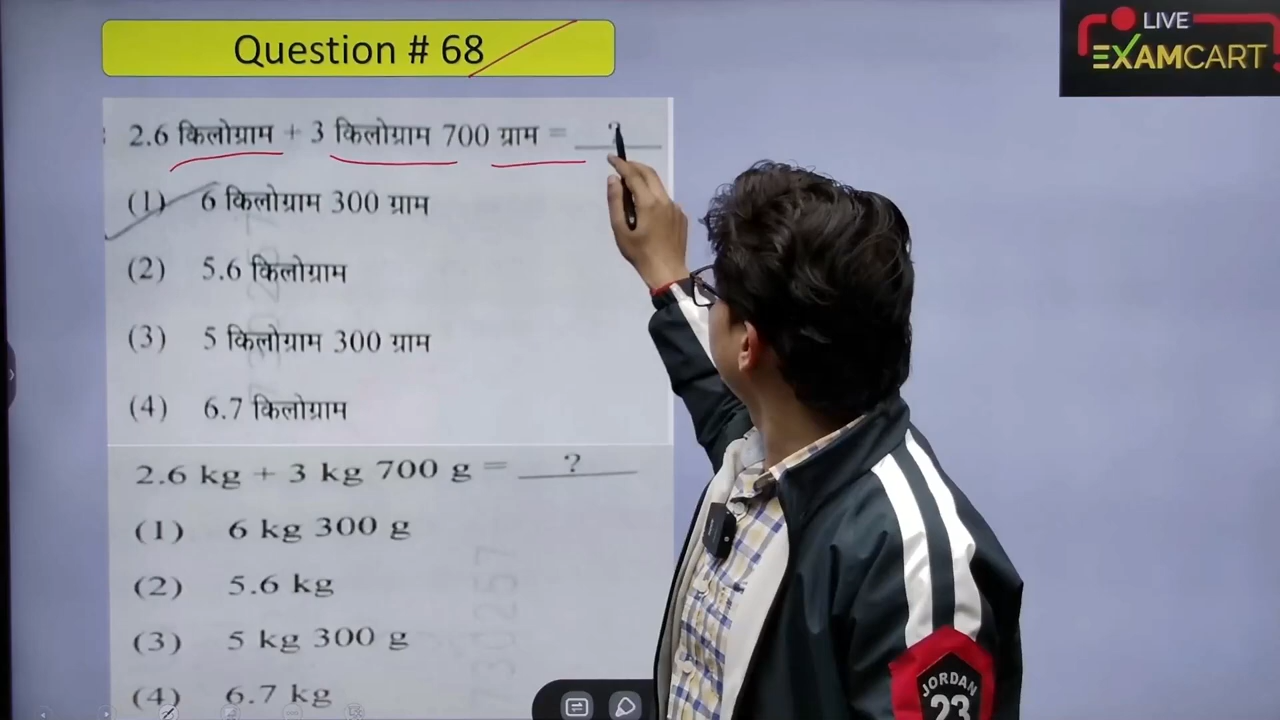 Question # 68
LIVE
EXAMCART
2.6 किलोग्राम + 3 किलोग्राम 700 ग्राम = ?
(1) 6 किलोग्राम 300 ग्राम
(2) 5.6 किलोग्राम
(3) 5 किलोग्राम 300 ग्राम
(4) 6.7 किलोग्राम
2.6 kg + 3 kg 700 g = ?
(1) 6 kg 300 g
(2) 5.6 kg
(3) 5 kg 300 g
(4) 6.7 kg
JORDAN
23